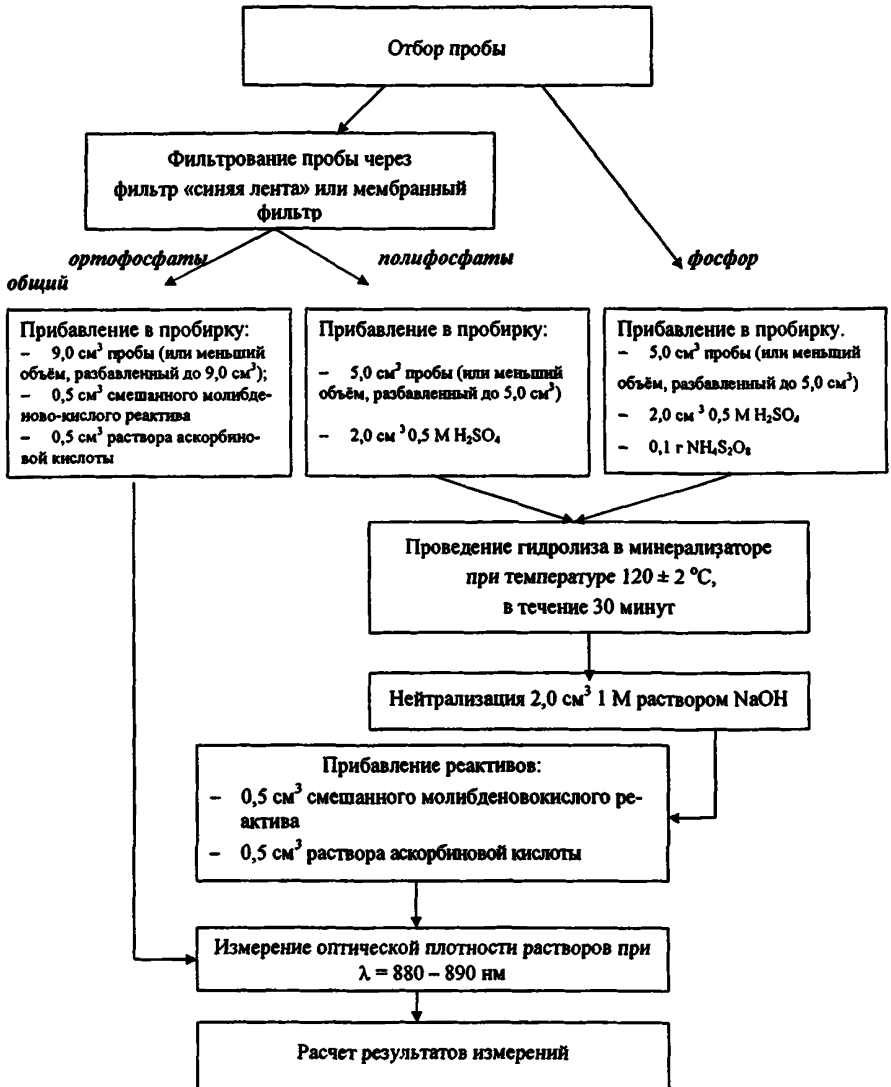 Отбор пробы
Фильтрование пробы через
фильтр «синяя лента» или мембранный
фильтр
ортофосфаты полифосфаты фосфор
общий
Прибавление в пробирку:
– 9,0 см³ пробы (или меньший
объём, разбавленный до 9,0 см³);
– 0,5 см³ смешанного молибде-
ново-кислого реактива
– 0,5 см³ раствора аскорбино-
вой кислоты
Прибавление в пробирку:
– 5,0 см³ пробы (или меньший
объём, разбавленный до 5,0 см³)
– 2,0 см ³ 0,5 М H₂SO₄
Прибавление в пробирку.
– 5,0 см³ пробы (или меньший
объём, разбавленный до 5,0 см³)
– 2,0 см ³ 0,5 М H₂SO₄
– 0,1 г NH₄S₂O₈
Проведение гидролиза в минерализаторе
при температуре 120 ± 2 °С,
в течение 30 минут
Нейтрализация 2,0 см³ 1 М раствором NaOH
Прибавление реактивов:
– 0,5 см³ смешанного молибденовокислого ре-
актива
– 0,5 см³ раствора аскорбиновой кислоты
Измерение оптической плотности растворов при
λ = 880 – 890 нм
Расчет результатов измерений